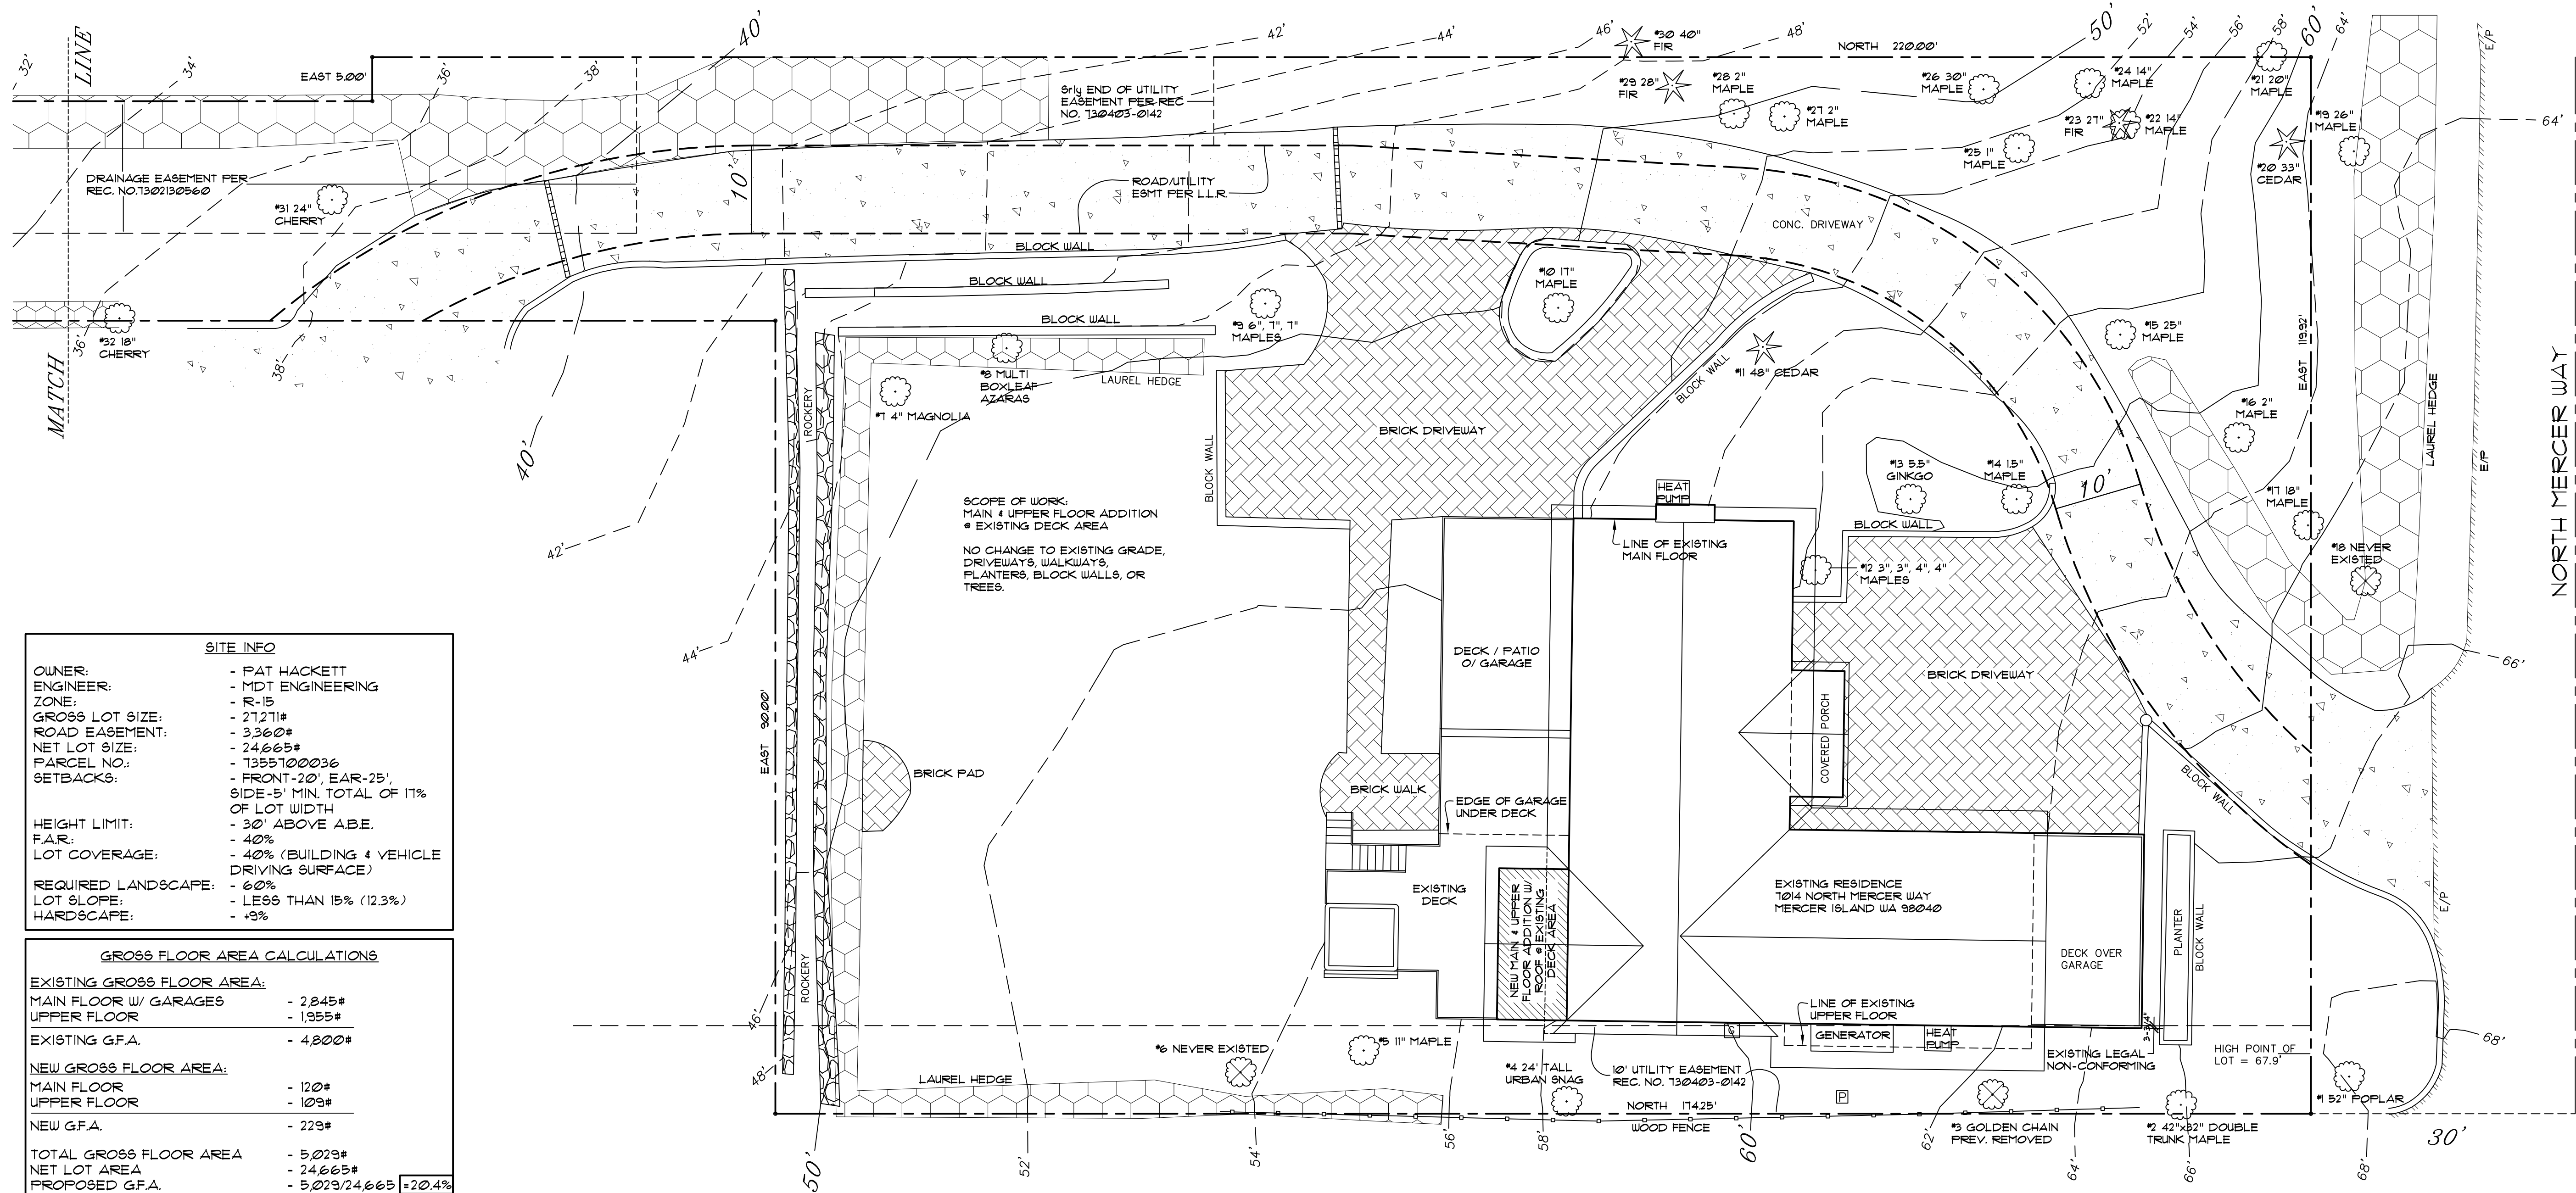 32'
LINE
34'
EAST 5.00'
36'
38'
40'
42'
44'
46'
48'
50'
52'
54'
56'
58'
60'
64'
E/P
NORTH 220.00'
Srly END OF UTILITY
EASEMENT PER REC
NO. 730403-0142
#30 40"
FIR
#29 28"
FIR
#28 2"
MAPLE
#27 2"
MAPLE
#26 30"
MAPLE
#24 14"
MAPLE
#21 20"
MAPLE
#23 27"
FIR
#22 14"
MAPLE
#25 1"
MAPLE
#19 26"
MAPLE
#20 33"
CEDAR
64'
DRAINAGE EASEMENT PER
REC. NO.7302130560
#31 24"
CHERRY
10'
ROAD/UTILITY
ESMT PER L.L.R.
CONC. DRIVEWAY
BLOCK WALL
BLOCK WALL
BLOCK WALL
#10 17"
MAPLE
#9 6", 7", 7"
MAPLES
#32 18"
CHERRY
36'
38'
MATCH
40'
ROCKERY
#8 MULTI
BOXLEAF
AZARAS
LAUREL HEDGE
#7 4" MAGNOLIA
BLOCK WALL
BLOCK WALL
#11 48" CEDAR
BRICK DRIVEWAY
#15 25"
MAPLE
EAST 119.92'
#16 2"
MAPLE
LAUREL HEDGE
E/P
NORTH MERCER WAY
#13 5.5"
GINKGO
#14 1.5"
MAPLE
10'
#17 18"
MAPLE
BLOCK WALL
#18 NEVER
EXISTED
HEAT
PUMP
LINE OF EXISTING
MAIN FLOOR
#12 3", 3", 4", 4"
MAPLES
SCOPE OF WORK:
MAIN & UPPER FLOOR ADDITION
@ EXISTING DECK AREA
NO CHANGE TO EXISTING GRADE,
DRIVEWAYS, WALKWAYS,
PLANTERS, BLOCK WALLS, OR
TREES.
42'
44'
DECK / PATIO
O/ GARAGE
COVERED PORCH
BRICK DRIVEWAY
66'
EAST 90.00'
BRICK PAD
BRICK WALK
EDGE OF GARAGE
UNDER DECK
BLOCK WALL
EXISTING
DECK
NEW MAIN & UPPER
FLOOR ADDITION W/
ROOF @ EXISTING
DECK AREA
EXISTING RESIDENCE
7014 NORTH MERCER WAY
MERCER ISLAND WA 98040
DECK OVER
GARAGE
PLANTER
BLOCK WALL
E/P
ROCKERY
46'
48'
LINE OF EXISTING
UPPER FLOOR
G
GENERATOR
HEAT
PUMP
3'-3/4"
EXISTING LEGAL
NON-CONFORMING
HIGH POINT OF
LOT = 67.9'
68'
#6 NEVER EXISTED
#5 11" MAPLE
#4 24' TALL
URBAN SNAG
10' UTILITY EASEMENT
REC. NO. 730403-0142
P
LAUREL HEDGE
NORTH 174.25'
WOOD FENCE
#3 GOLDEN CHAIN
PREV. REMOVED
#2 42"x32" DOUBLE
TRUNK MAPLE
#1 52" POPLAR
30'
50'
52'
54'
56'
58'
60'
62'
64'
66'
68'
SITE INFO
OWNER: - PAT HACKETT
ENGINEER: - MDT ENGINEERING
ZONE: - R-15
GROSS LOT SIZE: - 27,271#
ROAD EASEMENT: - 3,360#
NET LOT SIZE: - 24,665#
PARCEL NO.: - 7355700036
SETBACKS: - FRONT-20', EAR-25',
SIDE-5' MIN. TOTAL OF 17%
OF LOT WIDTH
HEIGHT LIMIT: - 30' ABOVE A.B.E.
F.A.R.: - 40%
LOT COVERAGE: - 40% (BUILDING & VEHICLE
DRIVING SURFACE)
REQUIRED LANDSCAPE: - 60%
LOT SLOPE: - LESS THAN 15% (12.3%)
HARDSCAPE: - +9%
GROSS FLOOR AREA CALCULATIONS
EXISTING GROSS FLOOR AREA:
MAIN FLOOR W/ GARAGES - 2,845#
UPPER FLOOR - 1,955#
EXISTING G.F.A. - 4,800#
NEW GROSS FLOOR AREA:
MAIN FLOOR - 120#
UPPER FLOOR - 109#
NEW G.F.A. - 229#
TOTAL GROSS FLOOR AREA - 5,029#
NET LOT AREA - 24,665#
PROPOSED G.F.A. - 5,029/24,665 =20.4%